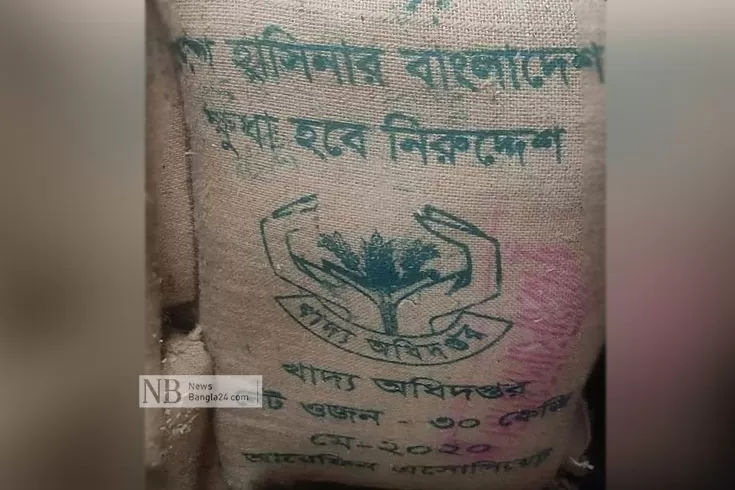 হাসিনার বাংলাদেশ
ক্ষুধা হবে নিরুদ্দেশ
খাদ্য অধিদপ্তর
খাদ্য অধিদপ্তর
নেট ওজন - ৩০ কেজি
মে-২০২০
NB News
Bangla24.com